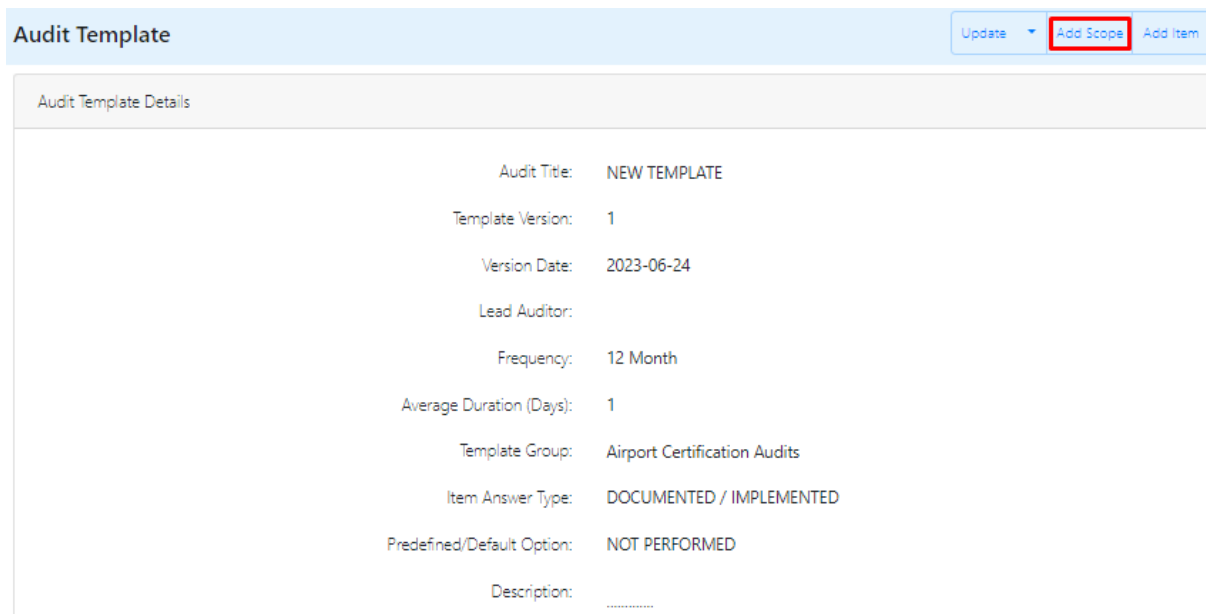 Audit Template
Update Add Scope Add Item
Audit Template Details
Audit Title: NEW TEMPLATE
Template Version: 1
Version Date: 2023-06-24
Lead Auditor:
Frequency: 12 Month
Average Duration (Days): 1
Template Group: Airport Certification Audits
Item Answer Type: DOCUMENTED / IMPLEMENTED
Predefined/Default Option: NOT PERFORMED
Description: .............